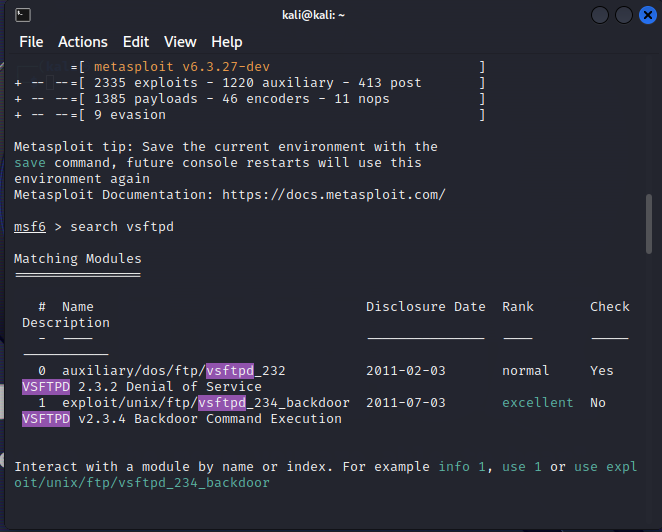 kali@kali: ~
File Actions Edit View Help
=[ metasploit v6.3.27-dev ]
+ -- --=[ 2335 exploits - 1220 auxiliary - 413 post ]
+ -- --=[ 1385 payloads - 46 encoders - 11 nops ]
+ -- --=[ 9 evasion ]
Metasploit tip: Save the current environment with the
save command, future console restarts will use this
environment again
Metasploit Documentation: https://docs.metasploit.com/
msf6 > search vsftpd
Matching Modules
================
# Name Disclosure Date Rank Check
Description
- ---- --------------- ---- -----
-----------
0 auxiliary/dos/ftp/vsftpd_232 2011-02-03 normal Yes
VSFTPD 2.3.2 Denial of Service
1 exploit/unix/ftp/vsftpd_234_backdoor 2011-07-03 excellent No
VSFTPD v2.3.4 Backdoor Command Execution
Interact with a module by name or index. For example info 1, use 1 or use expl
oit/unix/ftp/vsftpd_234_backdoor